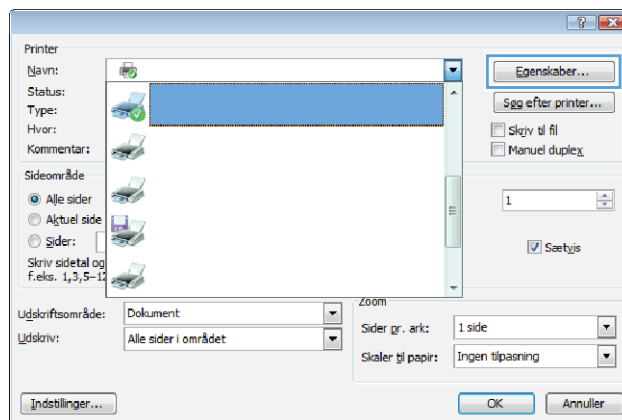 Printer
Navn:
Egenskaber...
Status:
Type:
Søg efter printer...
Hvor:
Skriv til fil
Kommentar:
Manuel duplex
Sideområde
Alle sider
1
Aktuel side
Sider:
Sætvis
Skriv sidetal og
f.eks. 1,3,5–12
Zoom
Udskriftsområde: Dokument
Sider pr. ark: 1 side
Udskriv: Alle sider i området
Skaler til papir: Ingen tilpasning
Indstillinger...
OK
Annuller